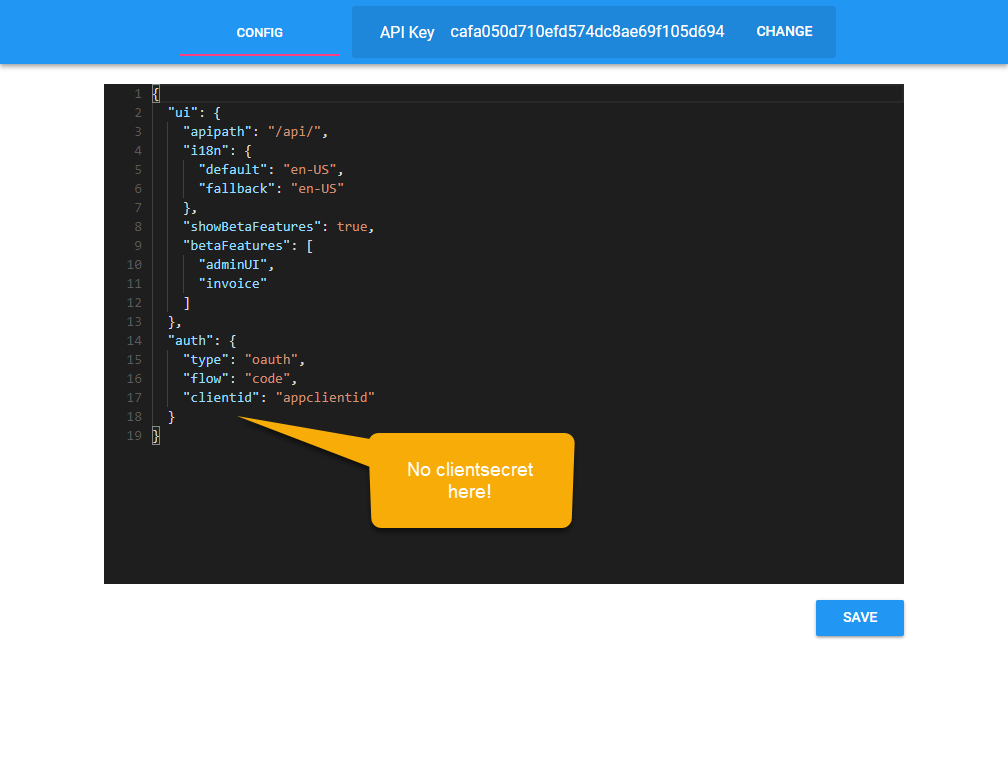 CONFIG API Key cafa050d710efd574dc8ae69f105d694 CHANGE
1 {
2 "ui": {
3 "apipath": "/api/",
4 "i18n": {
5 "default": "en-US",
6 "fallback": "en-US"
7 },
8 "showBetaFeatures": true,
9 "betaFeatures": [
10 "adminUI",
11 "invoice"
12 ]
13 },
14 "auth": {
15 "type": "oauth",
16 "flow": "code",
17 "clientid": "appclientid"
18 }
19 }
No clientsecret
here!
SAVE